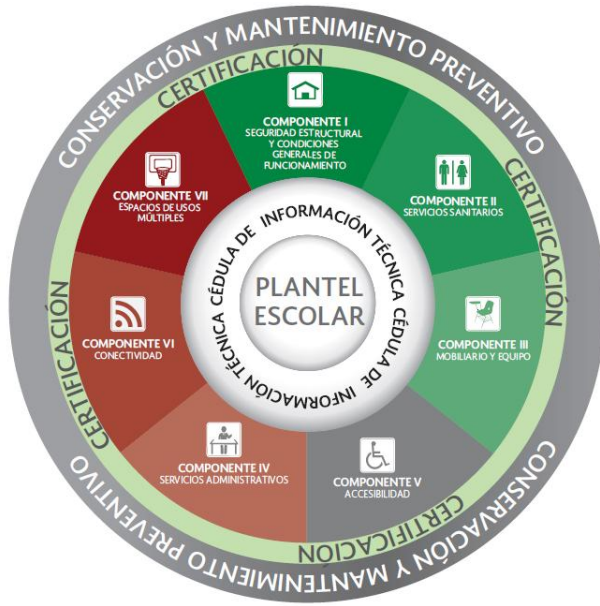 CONSERVACIÓN Y MANTENIMIENTO PREVENTIVO
CERTIFICACIÓN
COMPONENTE I
SEGURIDAD ESTRUCTURAL
Y CONDICIONES
GENERALES DE
FUNCIONAMIENTO
CERTIFICACIÓN
COMPONENTE II
SERVICIOS SANITARIOS
COMPONENTE III
MOBILIARIO Y EQUIPO
COMPONENTE V
ACCESIBILIDAD
CERTIFICACIÓN
COMPONENTE IV
SERVICIOS ADMINISTRATIVOS
COMPONENTE VI
CONECTIVIDAD
CERTIFICACIÓN
COMPONENTE VII
ESPACIOS DE USOS
MÚLTIPLES
CÉDULA DE INFORMACIÓN TÉCNICA
CÉDULA DE INFORMACIÓN TÉCNICA
PLANTEL
ESCOLAR
CONSERVACIÓN Y MANTENIMIENTO PREVENTIVO